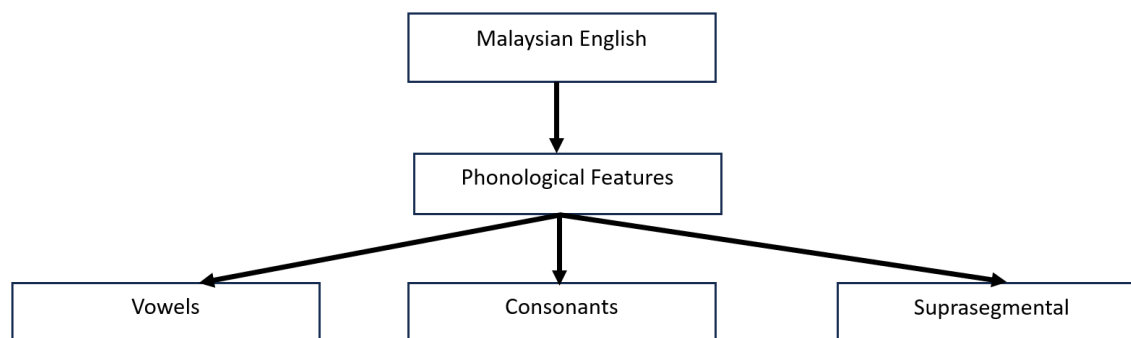 Malaysian English
Phonological Features
Vowels
Consonants
Suprasegmental